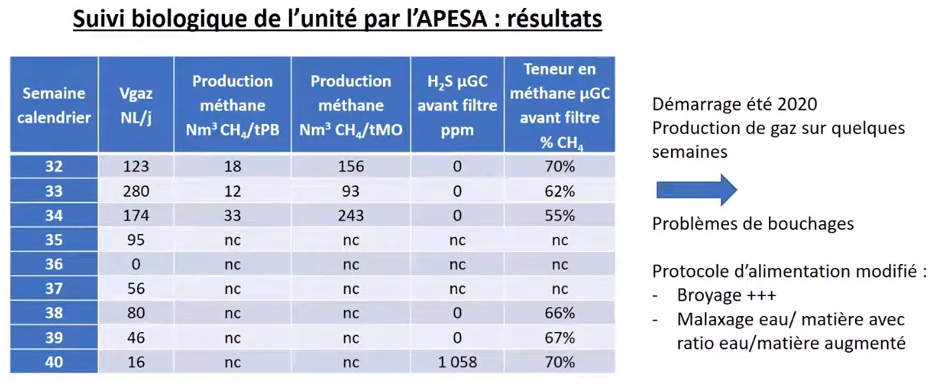 Suivi biologique de l'unité par l'APESA : résultats
Semaine calendrier | Vgaz NL/j | Production méthane Nm³ CH₄/tPB | Production méthane Nm³ CH₄/tMO | H₂S µGC avant filtre ppm | Teneur en méthane µGC avant filtre % CH₄
32 | 123 | 18 | 156 | 0 | 70%
33 | 280 | 12 | 93 | 0 | 62%
34 | 174 | 33 | 243 | 0 | 55%
35 | 95 | nc | nc | nc | nc
36 | 0 | nc | nc | nc | nc
37 | 56 | nc | nc | nc | nc
38 | 80 | nc | nc | 0 | 66%
39 | 46 | nc | nc | 0 | 67%
40 | 16 | nc | nc | 1 058 | 70%
Démarrage été 2020
Production de gaz sur quelques
semaines
Problèmes de bouchages
Protocole d'alimentation modifié :
- Broyage +++
- Malaxage eau/ matière avec
ratio eau/matière augmenté